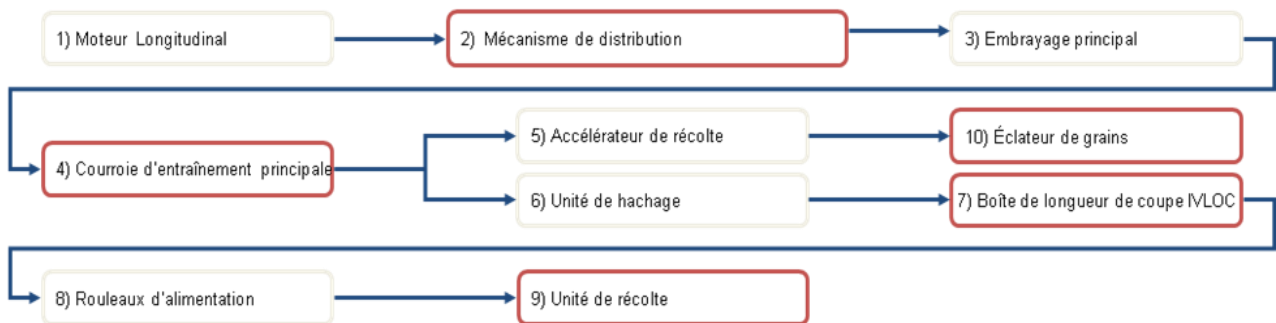 1) Moteur Longitudinal
2) Mécanisme de distribution
3) Embrayage principal
4) Courroie d'entraînement principale
5) Accélérateur de récolte
10) Éclateur de grains
6) Unité de hachage
7) Boîte de longueur de coupe IVLOC
8) Rouleaux d'alimentation
9) Unité de récolte